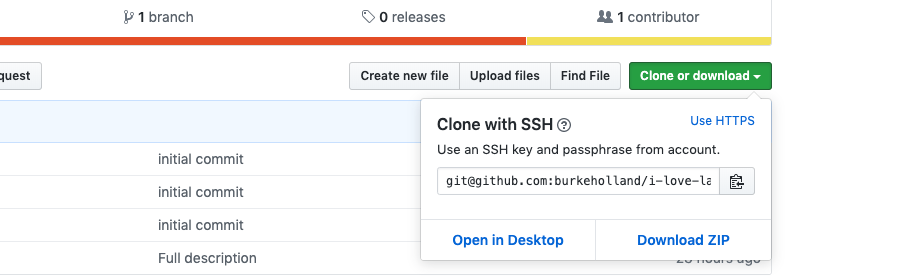 1 branch
0 releases
1 contributor
quest
Create new file
Upload files
Find File
Clone or download
Clone with SSH
Use HTTPS
Use an SSH key and passphrase from account.
git@github.com:burkeholland/i-love-la
Open in Desktop
Download ZIP
initial commit
initial commit
initial commit
Full description
hours ago